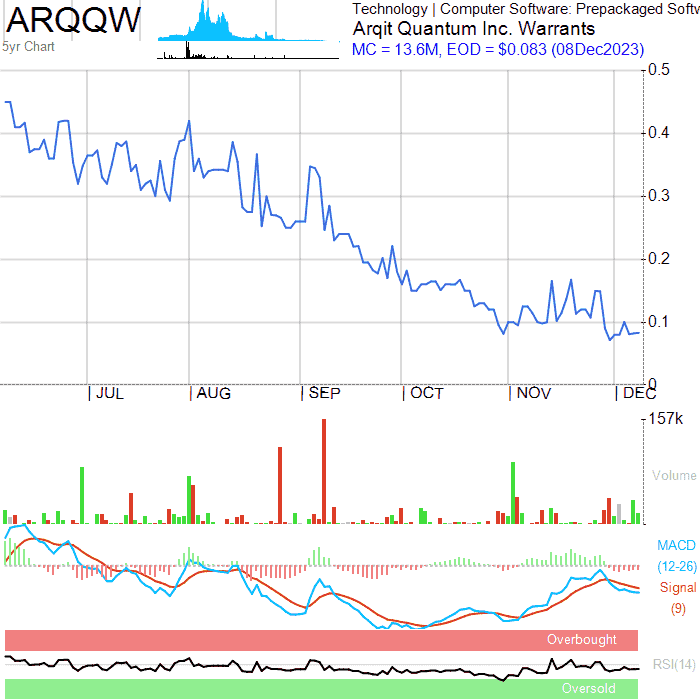 ARQQW
5yr Chart
Technology | Computer Software: Prepackaged Softw
Arqit Quantum Inc. Warrants
MC = 13.6M, EOD = $0.083 (08Dec2023)
0.5
0.4
0.3
0.2
0.1
0
JUL AUG SEP OCT NOV DEC
157k
Volume
MACD
(12-26)
Signal
(9)
Overbought
RSI(14)
Oversold